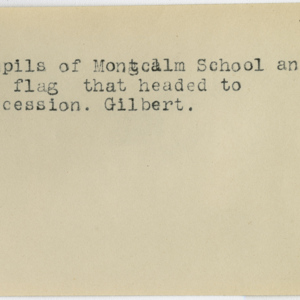 pils of Montcalm School an
flag that headed to
cession. Gilbert.